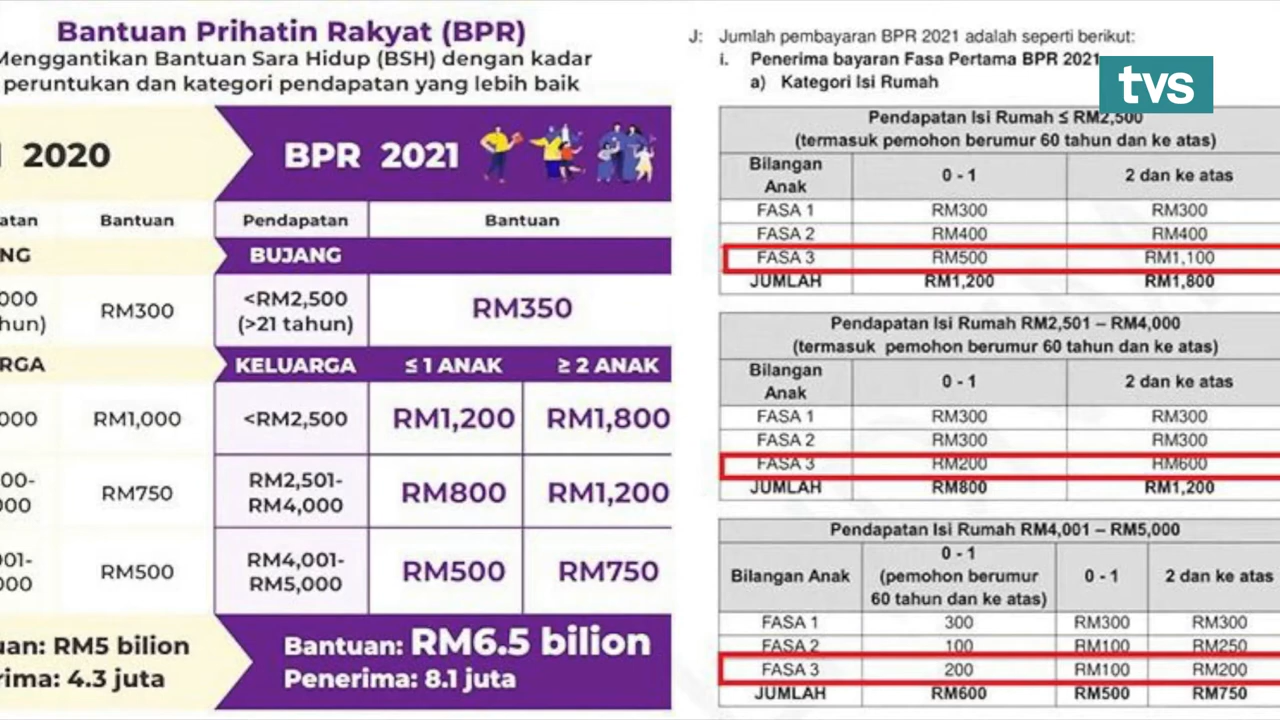 Bantuan Prihatin Rakyat (BPR)
Menggantikan Bantuan Sara Hidup (BSH) dengan kadar
peruntukan dan kategori pendapatan yang lebih baik
2020
BPR 2021
Bantuan
Pendapatan
Bantuan
BUJANG
RM300
<RM2,500
(>21 tahun)
RM350
KELUARGA ≤ 1 ANAK ≥ 2 ANAK
RM1,000 <RM2,500 RM1,200 RM1,800
RM750 RM2,501-
RM4,000 RM800 RM1,200
RM500 RM4,001-
RM5,000 RM500 RM750
RM5 bilion
4.3 juta
Bantuan: RM6.5 bilion
Penerima: 8.1 juta
J: Jumlah pembayaran BPR 2021 adalah seperti berikut:
i. Penerima bayaran Fasa Pertama BPR 2021
a) Kategori Isi Rumah
tvs
Pendapatan Isi Rumah ≤ RM2,500
(termasuk pemohon berumur 60 tahun dan ke atas)
Bilangan
Anak 0 - 1 2 dan ke atas
FASA 1 RM300 RM300
FASA 2 RM400 RM400
FASA 3 RM500 RM1,100
JUMLAH RM1,200 RM1,800
Pendapatan Isi Rumah RM2,501 – RM4,000
(termasuk pemohon berumur 60 tahun dan ke atas)
Bilangan
Anak 0 - 1 2 dan ke atas
FASA 1 RM300 RM300
FASA 2 RM300 RM300
FASA 3 RM200 RM600
JUMLAH RM800 RM1,200
Pendapatan Isi Rumah RM4,001 – RM5,000
Bilangan Anak 0 - 1
(pemohon berumur
60 tahun dan ke atas) 0 - 1 2 dan ke atas
FASA 1 300 RM300 RM300
FASA 2 100 RM100 RM250
FASA 3 200 RM100 RM200
JUMLAH RM600 RM500 RM750